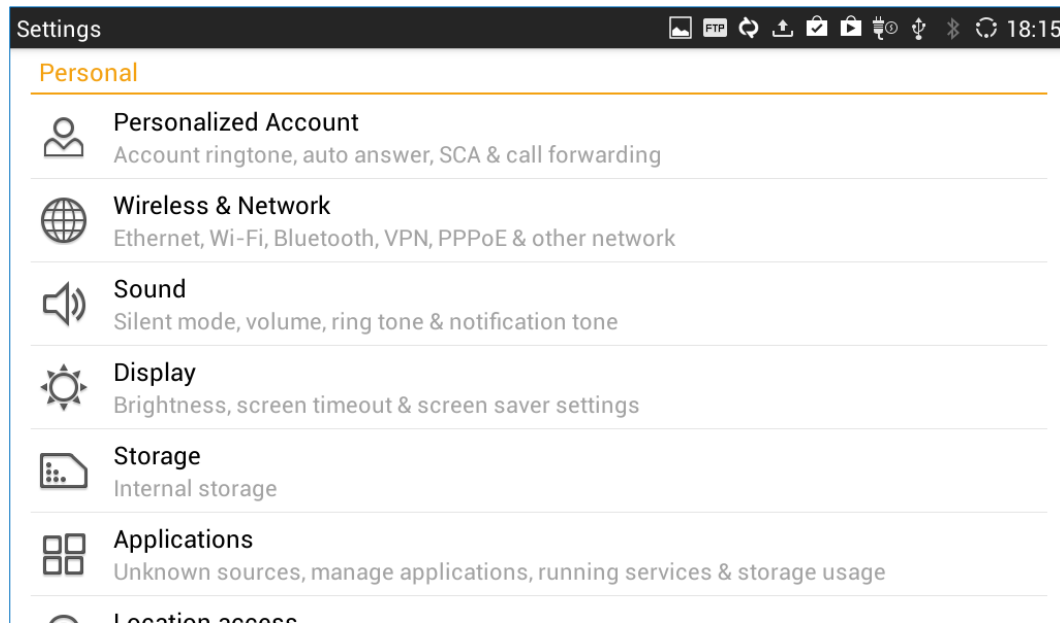 Settings
FTP
18:15
Personal
Personalized Account
Account ringtone, auto answer, SCA & call forwarding
Wireless & Network
Ethernet, Wi-Fi, Bluetooth, VPN, PPPoE & other network
Sound
Silent mode, volume, ring tone & notification tone
Display
Brightness, screen timeout & screen saver settings
Storage
Internal storage
Applications
Unknown sources, manage applications, running services & storage usage
Location access